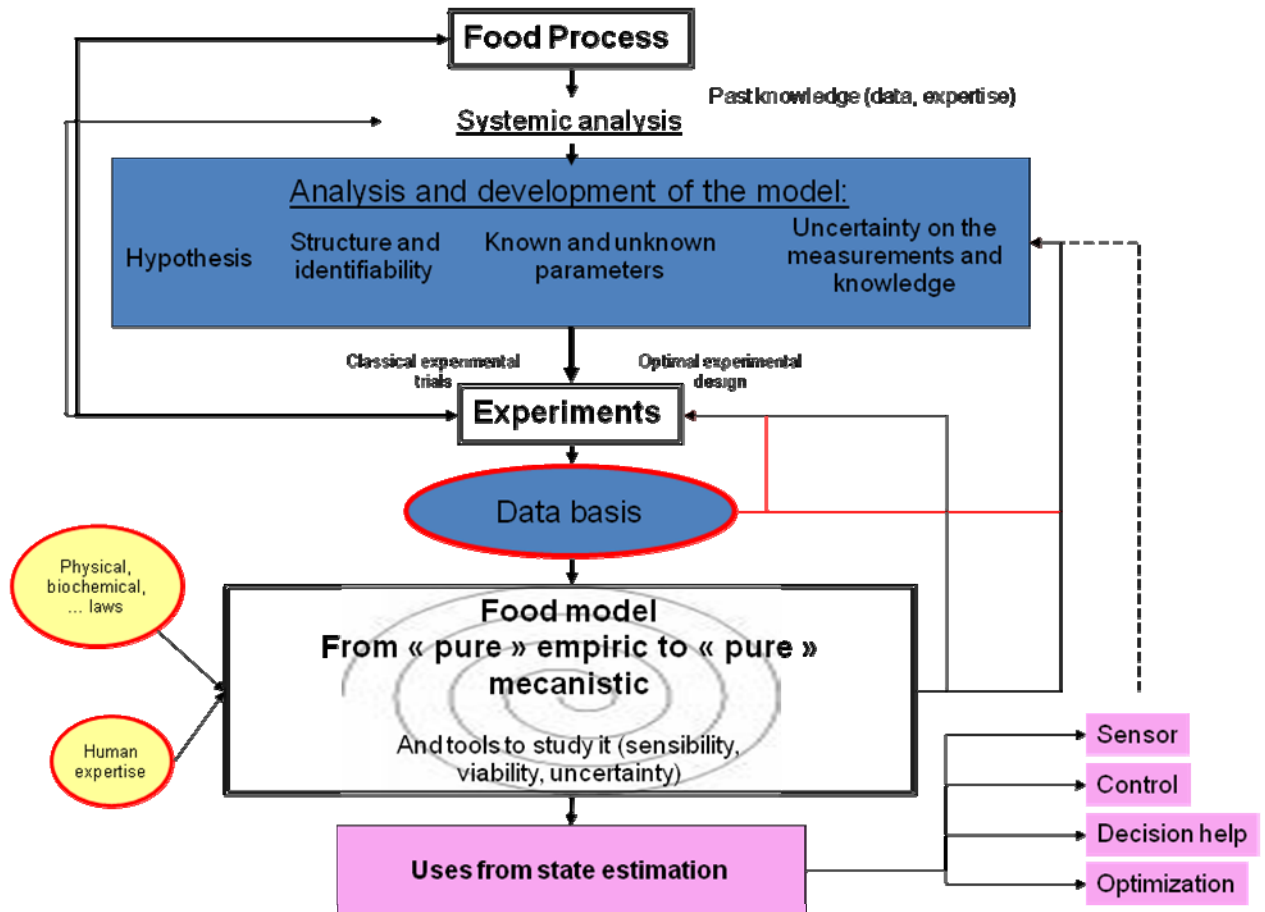 Food Process
Past knowledge (data, expertise)
Systemic analysis
Analysis and development of the model:
Hypothesis
Structure and
identifiability
Known and unknown
parameters
Uncertainty on the
measurements and
knowledge
Classical experimental
trials
Optimal experimental
design
Experiments
Data basis
Physical,
biochemical,
... laws
Food model
From « pure » empiric to « pure »
mecanistic
And tools to study it (sensibility,
viability, uncertainty)
Human
expertise
Uses from state estimation
Sensor
Control
Decision help
Optimization